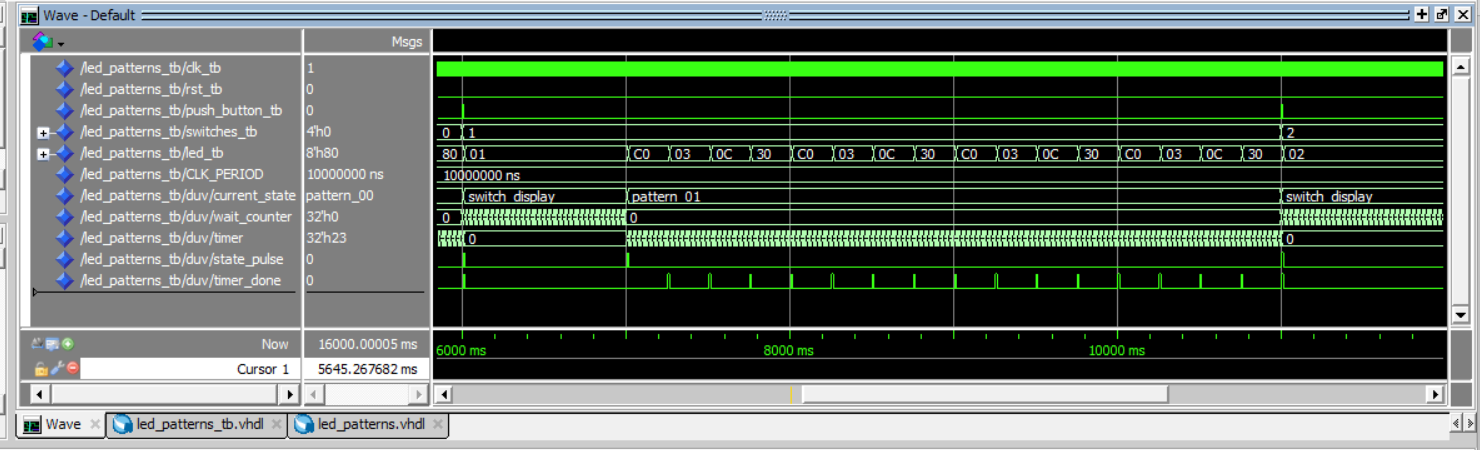 Wave - Default
Msgs
/led_patterns_tb/clk_tb 1
/led_patterns_tb/rst_tb 0
/led_patterns_tb/push_button_tb 0
/led_patterns_tb/switches_tb 4'h0 0 1 2
/led_patterns_tb/led_tb 8'h80 80 01 C0 03 0C 30 C0 03 0C 30 C0 03 0C 30 C0 03 0C 30 02
/led_patterns_tb/CLK_PERIOD 10000000 ns 10000000 ns
/led_patterns_tb/duv/current_state pattern_00 switch_display pattern_01 switch_display
/led_patterns_tb/duv/wait_counter 32'h0 0 0
/led_patterns_tb/duv/timer 32'h23 0 0
/led_patterns_tb/duv/state_pulse 0
/led_patterns_tb/duv/timer_done 0
Now 16000.00005 ms 6000 ms 8000 ms 10000 ms
Cursor 1 5645.267682 ms
Wave led_patterns_tb.vhdl led_patterns.vhdl